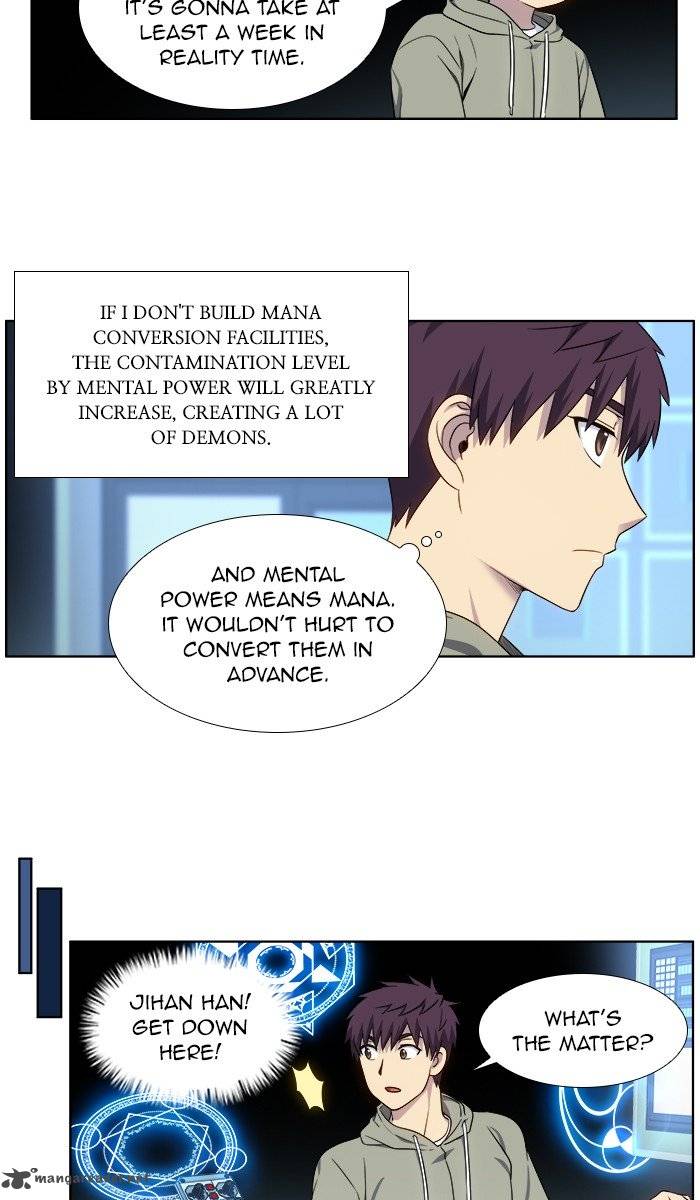 IT'S GONNA TAKE AT
LEAST A WEEK IN
REALITY TIME.
IF I DON'T BUILD MANA
CONVERSION FACILITIES,
THE CONTAMINATION LEVEL
BY MENTAL POWER WILL GREATLY
INCREASE, CREATING A LOT
OF DEMONS.
AND MENTAL
POWER MEANS MANA.
IT WOULDN'T HURT TO
CONVERT THEM IN
ADVANCE.
JIHAN HAN!
GET DOWN
HERE!
WHAT'S
THE MATTER?